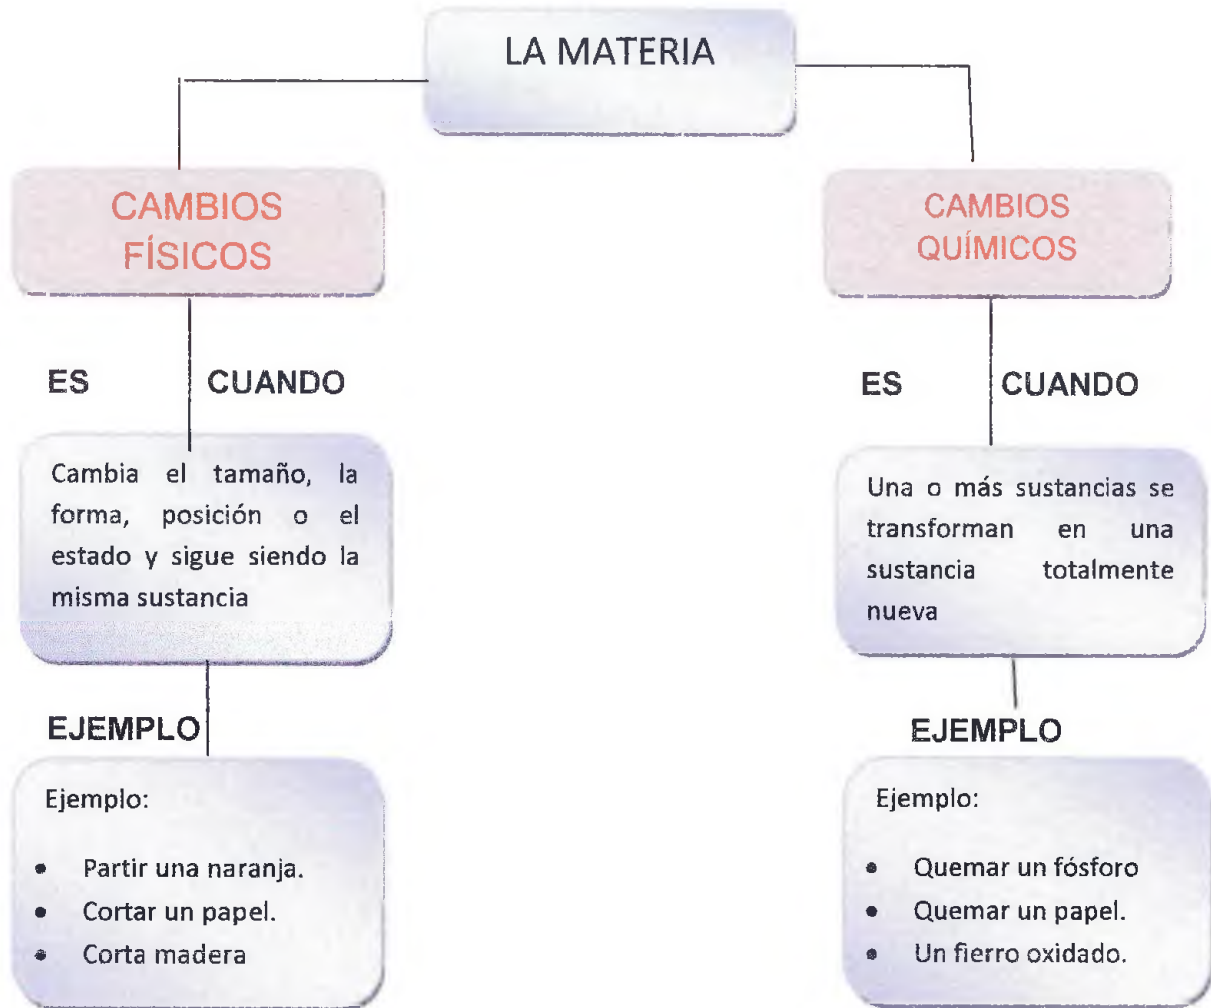 LA MATERIA
CAMBIOS
FÍSICOS
ES CUANDO
Cambia el tamaño, la
forma, posición o el
estado y sigue siendo la
misma sustancia
EJEMPLO
Ejemplo:
• Partir una naranja.
• Cortar un papel.
• Corta madera
CAMBIOS
QUÍMICOS
ES CUANDO
Una o más sustancias se
transforman en una
sustancia totalmente
nueva
EJEMPLO
Ejemplo:
• Quemar un fósforo
• Quemar un papel.
• Un fierro oxidado.